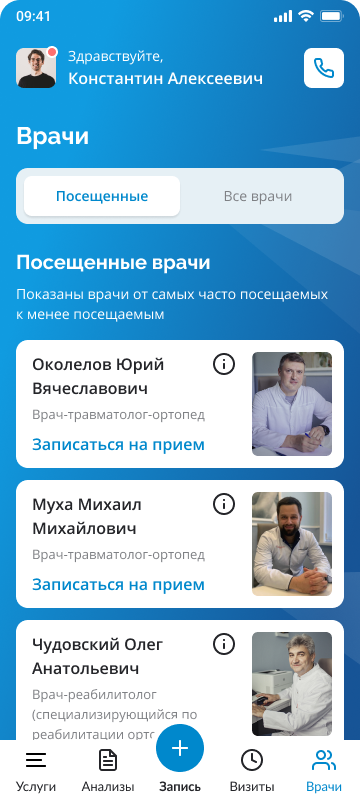 09:41
Здравствуйте,
Константин Алексеевич
Врачи
Посещенные
Все врачи
Посещенные врачи
Показаны врачи от самых часто посещаемых
к менее посещаемым
Околелов Юрий
Вячеславович
Врач-травматолог-ортопед
Записаться на прием
Муха Михаил
Михайлович
Врач-травматолог-ортопед
Записаться на прием
Чудовский Олег
Анатольевич
Врач-реабилитолог
(специализирующийся по
реабилитации
Услуги
Анализы
Запись
Визиты
Врачи